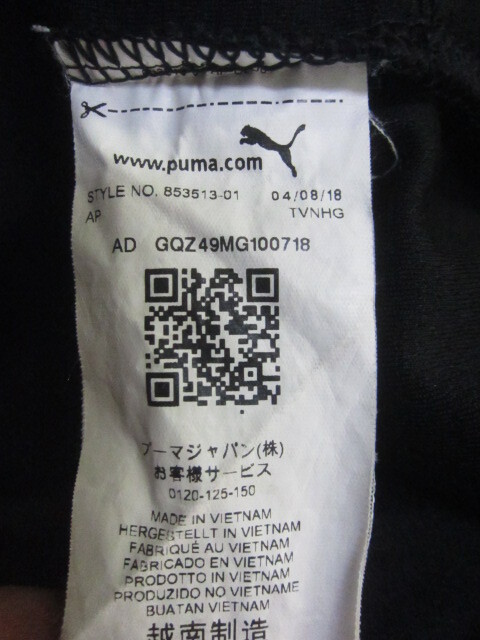 www.puma.com
STYLE NO. 853513-01 04/08/18
AP TVNHG
AD GQZ49MG100718
プーマジャパン(株)
お客様サービス
0120-125-150
MADE IN VIETNAM
HERGESTELLT IN VIETNAM
FABRIQUÉ AU VIETNAM
FABRICADO EN VIETNAM
PRODOTTO IN VIETNAM
PRODUZIDO NO VIETNAME
BUATAN VIETNAM
越南制造